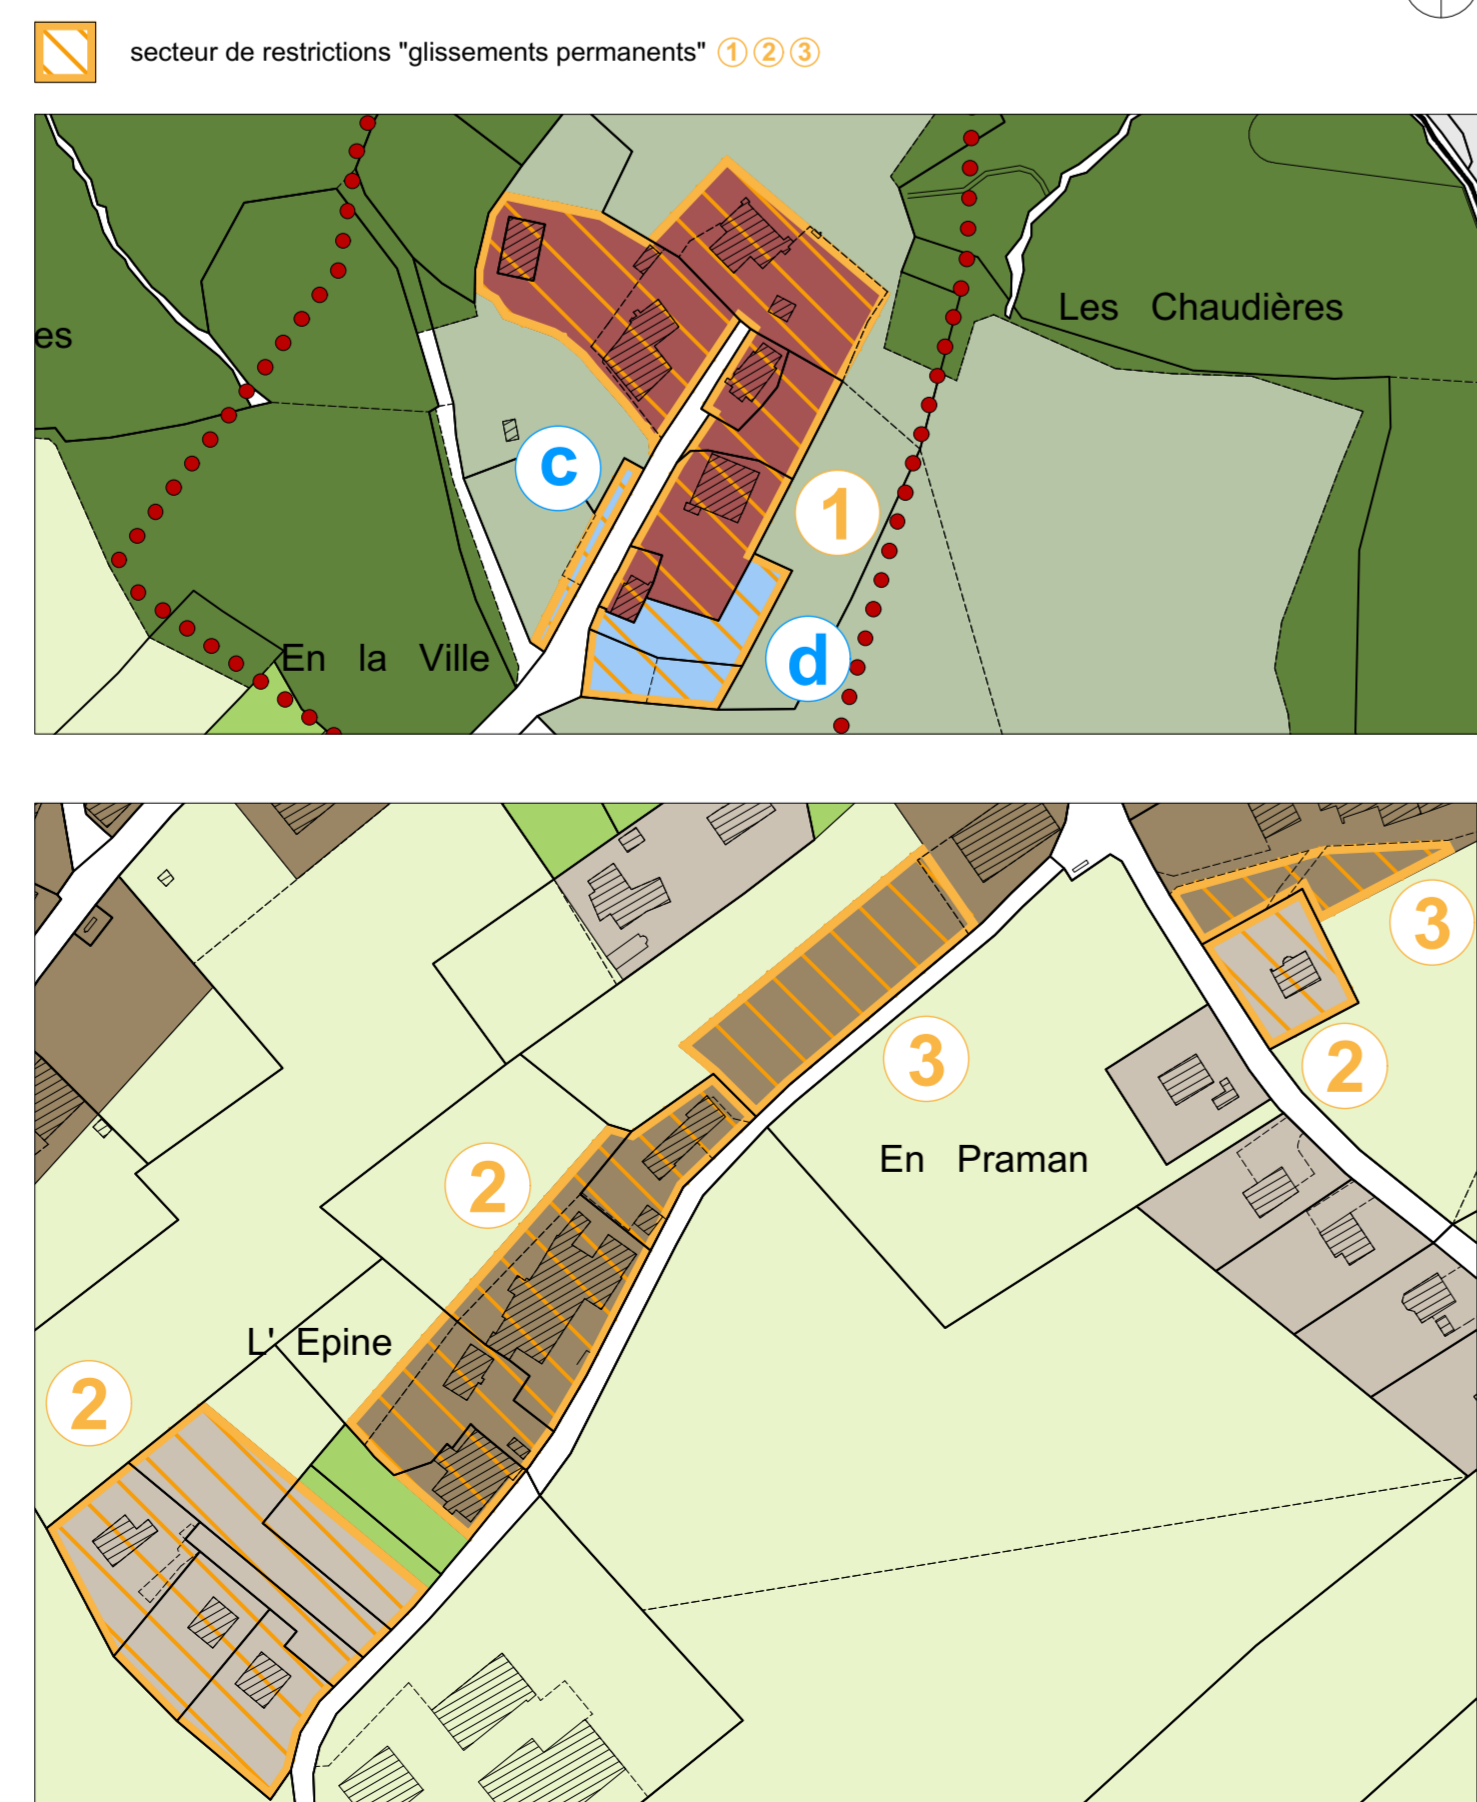 secteur de restrictions "glissements permanents" 1 2 3
Les Chaudières
es
c
1
En la Ville
d
3
3
2
En Praman
2
L' Epine
2